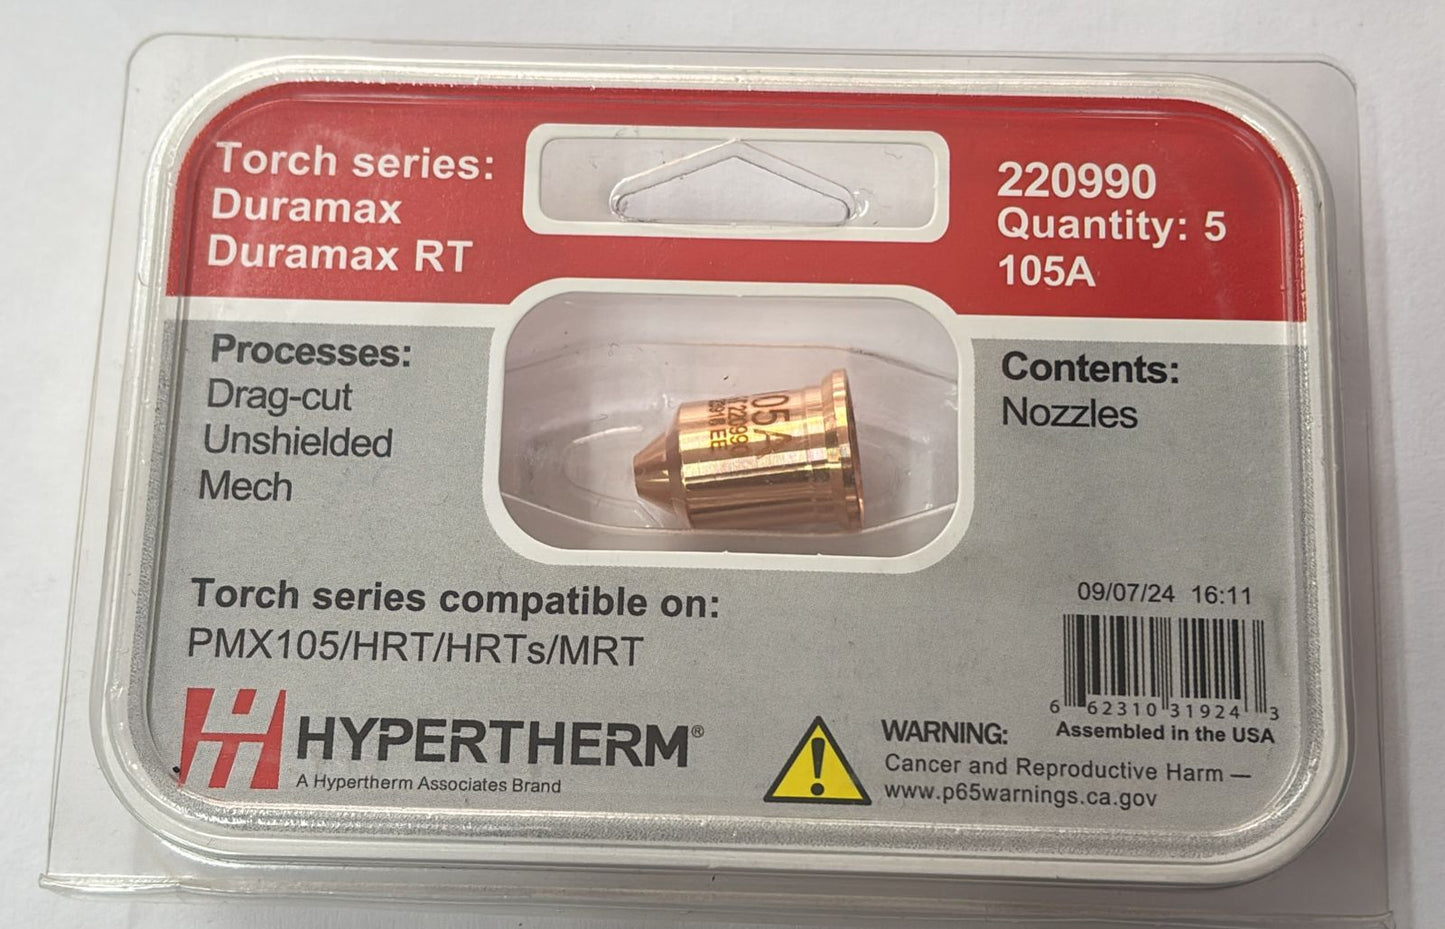 Torch series:
Duramax
Duramax RT
220990
Quantity: 5
105A
Processes:
Drag-cut
Unshielded
Mech
05A
220990
Contents:
Nozzles
Torch series compatible on:
PMX105/HRT/HRTs/MRT
09/07/24 16:11
6 62310 31924 3
Assembled in the USA
HYPERTHERM®
A Hypertherm Associates Brand
WARNING:
Cancer and Reproductive Harm —
www.p65warnings.ca.gov